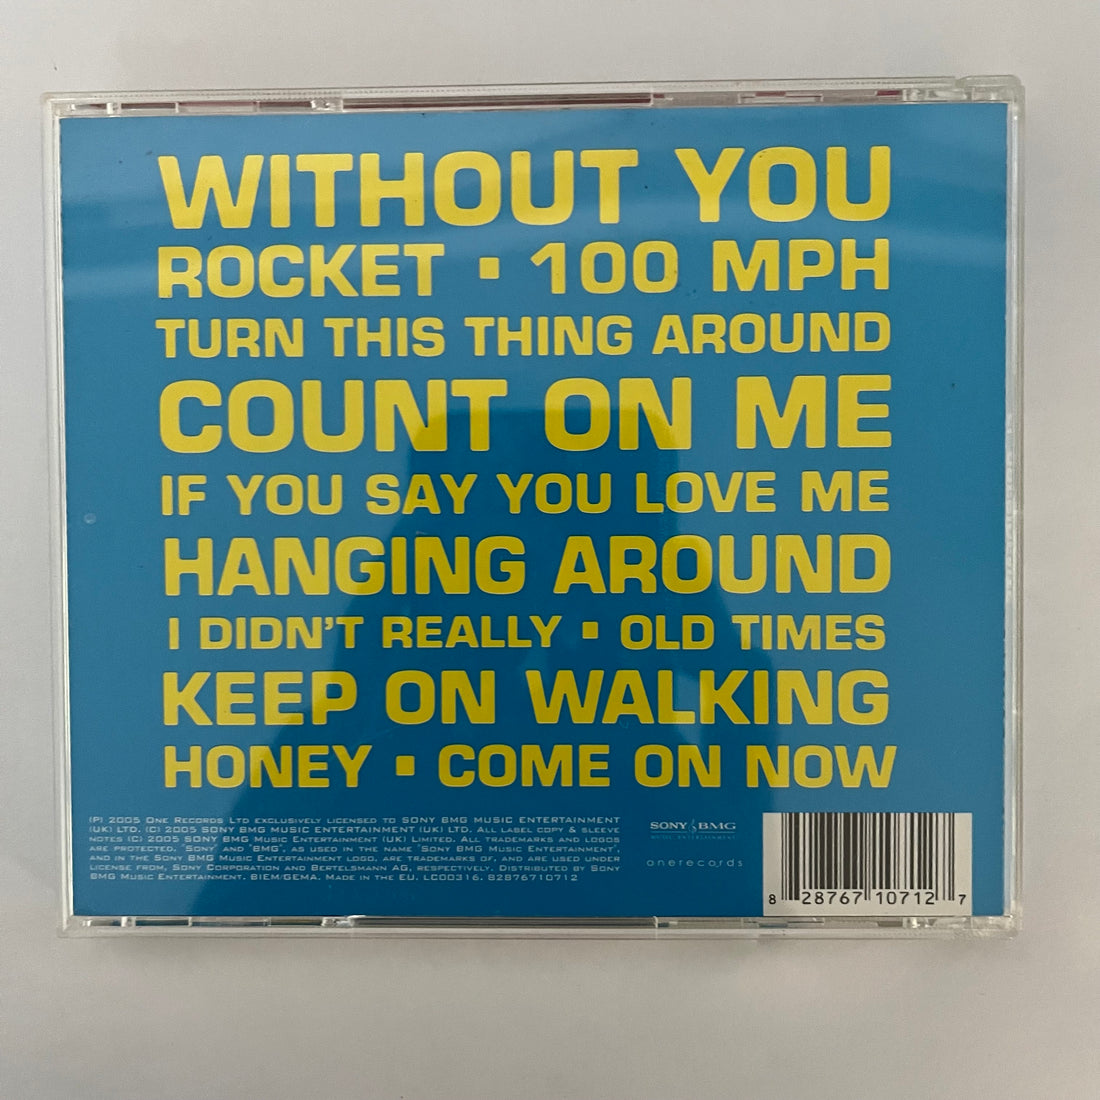 WITHOUT YOU
ROCKET ▪ 100 MPH
TURN THIS THING AROUND
COUNT ON ME
IF YOU SAY YOU LOVE ME
HANGING AROUND
I DIDN'T REALLY ▪ OLD TIMES
KEEP ON WALKING
HONEY ▪ COME ON NOW
(P) 2005 ONE RECORDS LTD EXCLUSIVELY LICENSED TO SONY BMG MUSIC ENTERTAINMENT
(UK) LTD. (C) 2005 SONY BMG MUSIC ENTERTAINMENT (UK) LTD. ALL LABEL COPY & SLEEVE
NOTES (C) 2005 SONY BMG MUSIC ENTERTAINMENT (UK) LIMITED. ALL TRADEMARKS AND LOGOS
ARE PROTECTED. 'SONY' AND 'BMG', AS USED IN THE NAME 'SONY BMG MUSIC ENTERTAINMENT',
AND IN THE SONY BMG MUSIC ENTERTAINMENT LOGO, ARE TRADEMARKS OF, AND ARE USED UNDER
LICENSE FROM, SONY CORPORATION AND BERTELSMANN AG, RESPECTIVELY. DISTRIBUTED BY SONY
BMG MUSIC ENTERTAINMENT. BIEM/GEMA. MADE IN THE EU. LC00316. 82876710712
SONY BMG
MUSIC ENTERTAINMENT
onerecords
8 28767 10712 7